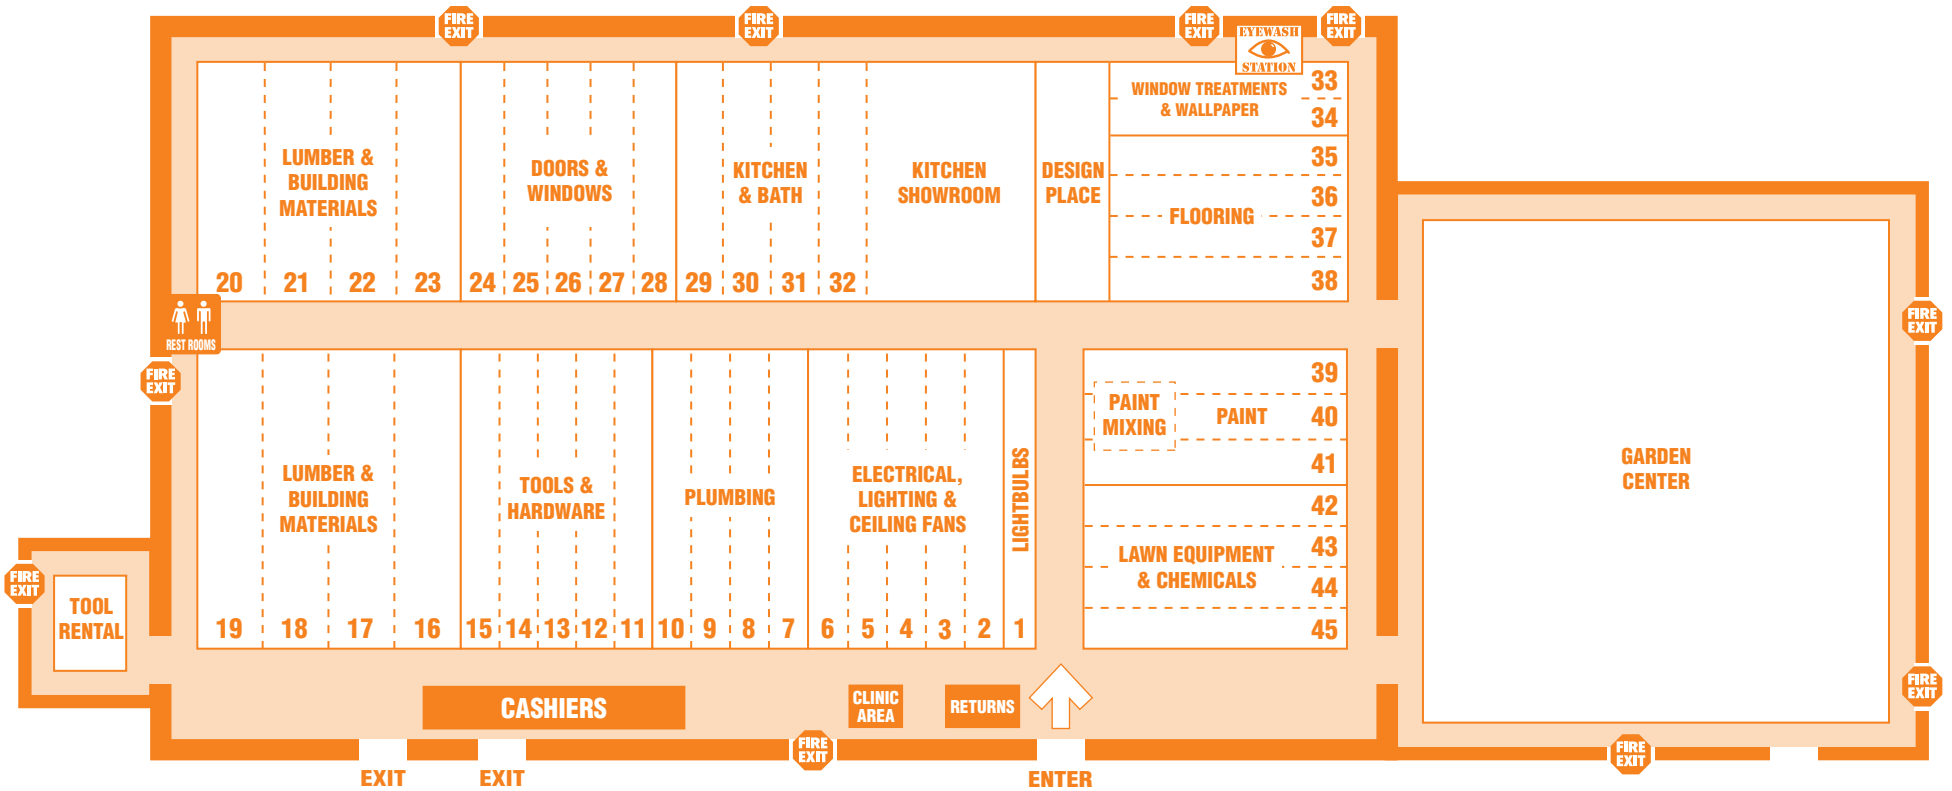 FIRE
EXIT
FIRE
EXIT
FIRE
EXIT
FIRE
EXIT
EYEWASH
STATION
LUMBER &
BUILDING
MATERIALS
20 21 22 23
DOORS &
WINDOWS
24 25 26 27 28
KITCHEN
& BATH
29 30 31 32
KITCHEN
SHOWROOM
DESIGN
PLACE
WINDOW TREATMENTS
& WALLPAPER
33
34
35
36
FLOORING
37
38
REST ROOMS
FIRE
EXIT
LUMBER &
BUILDING
MATERIALS
19 18 17 16
TOOLS &
HARDWARE
15 14 13 12 11
PLUMBING
10 9 8 7
ELECTRICAL,
LIGHTING &
CEILING FANS
6 5 4 3 2
LIGHTBULBS
1
39
PAINT
MIXING
PAINT
40
41
42
43
LAWN EQUIPMENT
& CHEMICALS
44
45
GARDEN
CENTER
FIRE
EXIT
FIRE
EXIT
FIRE
EXIT
FIRE
EXIT
TOOL
RENTAL
CASHIERS
CLINIC
AREA
RETURNS
FIRE
EXIT
EXIT
EXIT
ENTER